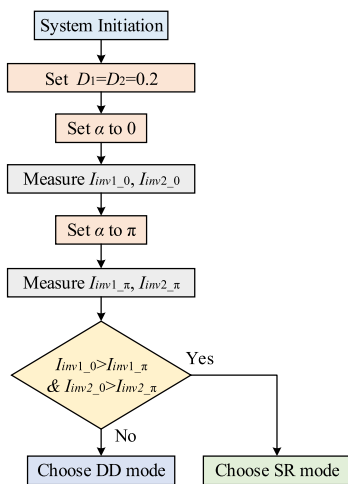 System Initiation
Set D1=D2=0.2
Set α to 0
Measure Iinv1_0, Iinv2_0
Set α to π
Measure Iinv1_π, Iinv2_π
Iinv1_0>Iinv1_π
& Iinv2_0>Iinv2_π
Yes
No
Choose DD mode
Choose SR mode